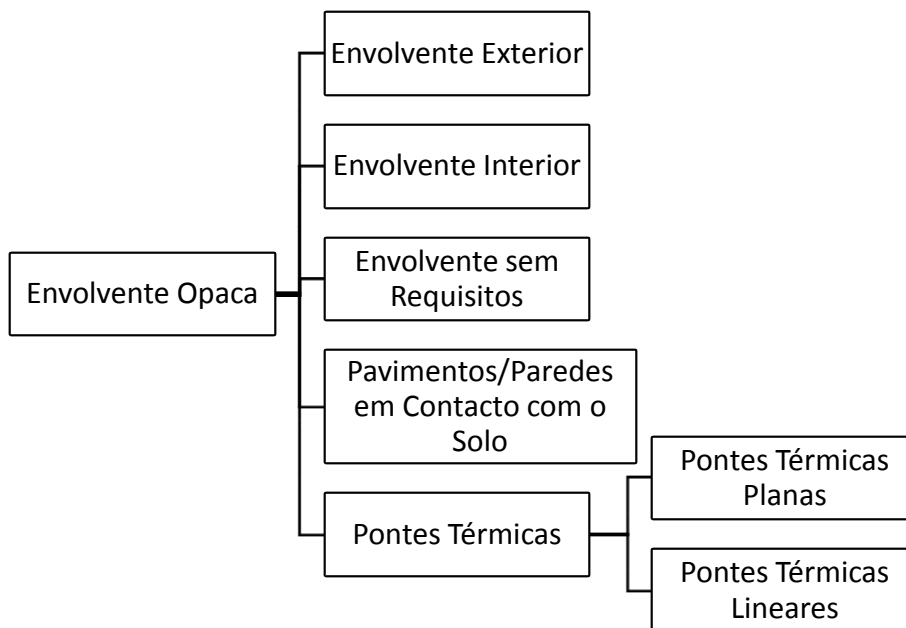 Envolvente Opaca
Envolvente Exterior
Envolvente Interior
Envolvente sem
Requisitos
Pavimentos/Paredes
em Contacto com o
Solo
Pontes Térmicas
Pontes Térmicas
Planas
Pontes Térmicas
Lineares